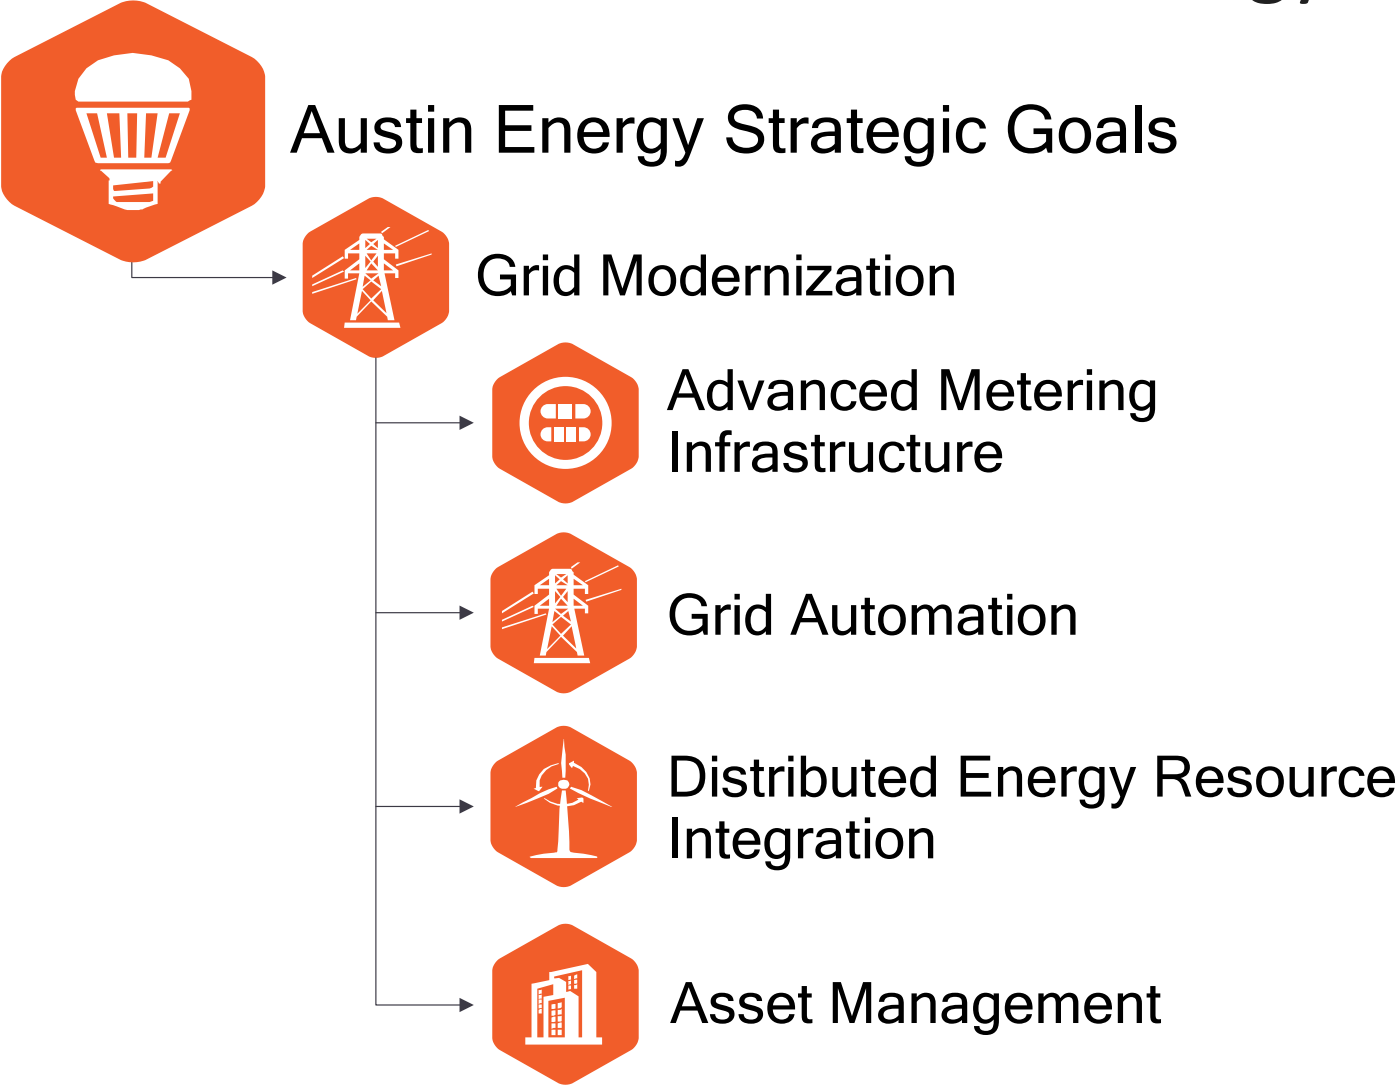 Austin Energy Strategic Goals
Grid Modernization
Advanced Metering
Infrastructure
Grid Automation
Distributed Energy Resource
Integration
Asset Management